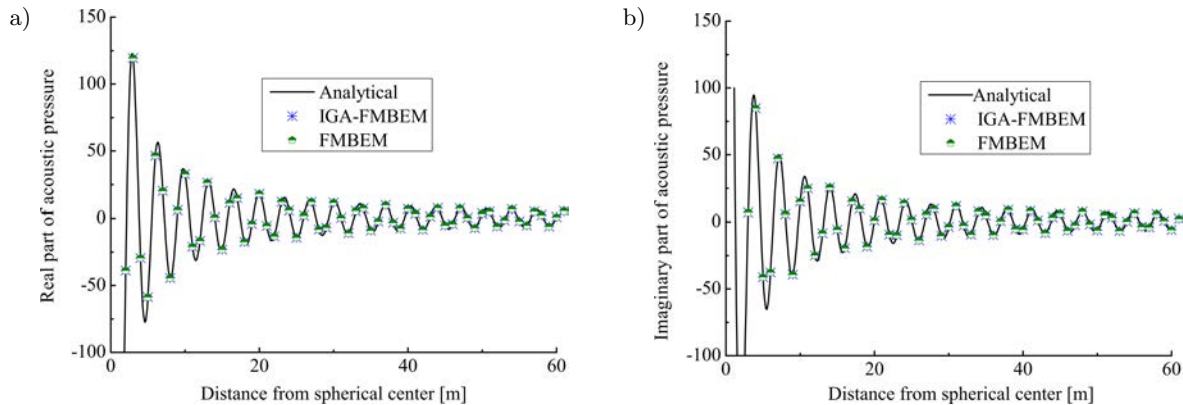 a)
150
100
50
0
-50
-100
Real part of acoustic pressure
Analytical
IGA-FMBEM
FMBEM
0 20 40 60
Distance from spherical center [m]
b)
150
100
50
0
-50
-100
Imaginary part of acoustic pressure
Analytical
IGA-FMBEM
FMBEM
0 20 40 60
Distance from spherical center [m]